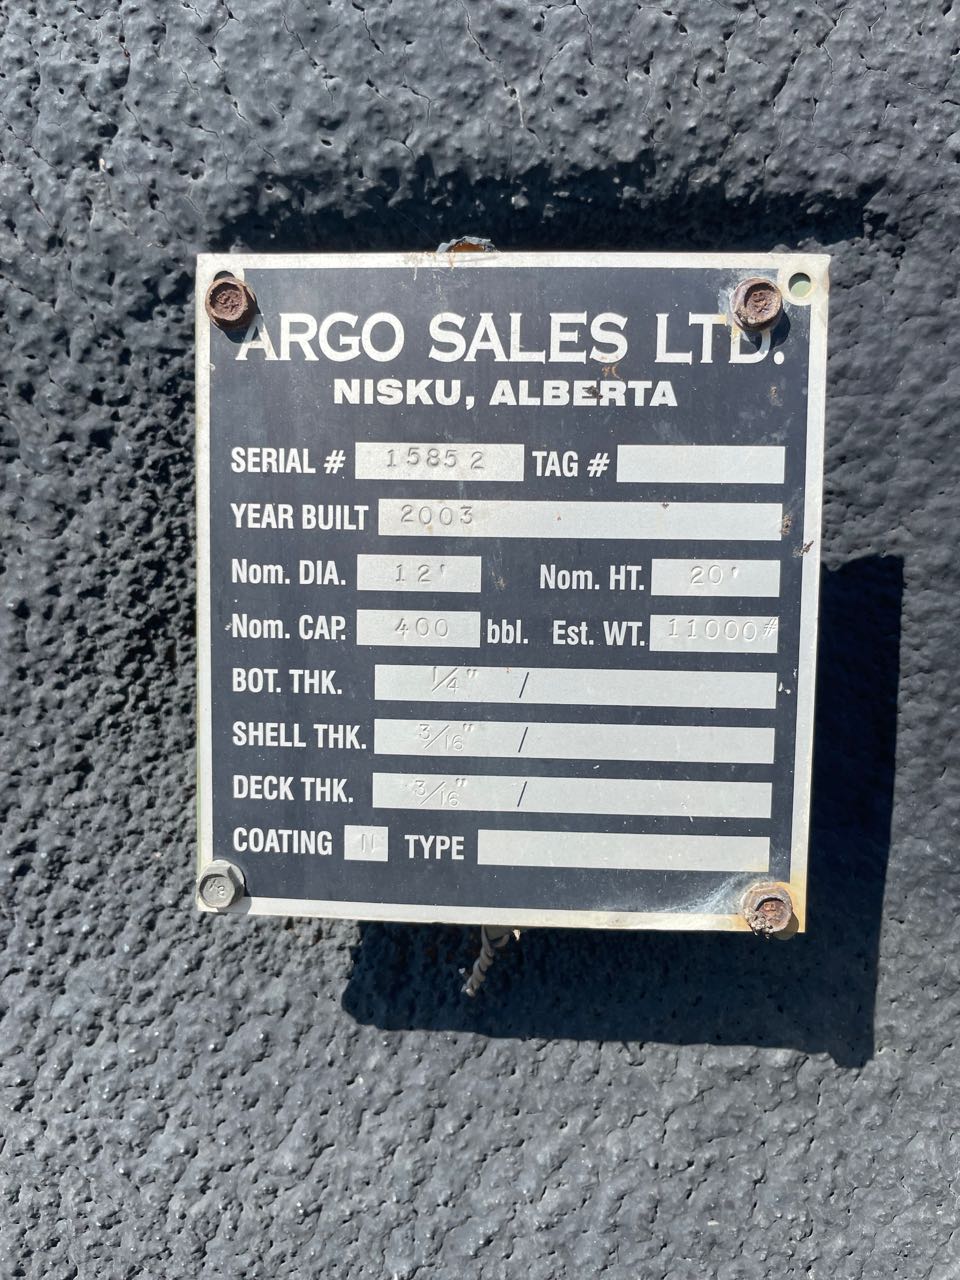 ARGO SALES LTD.
NISKU, ALBERTA
SERIAL # 15852 TAG #
YEAR BUILT 2003
Nom. DIA. 12' Nom. HT. 20'
Nom. CAP. 400 bbl. Est. WT. 11000#
BOT. THK. 1/4" /
SHELL THK. 3/16" /
DECK THK. 3/16" /
COATING N TYPE